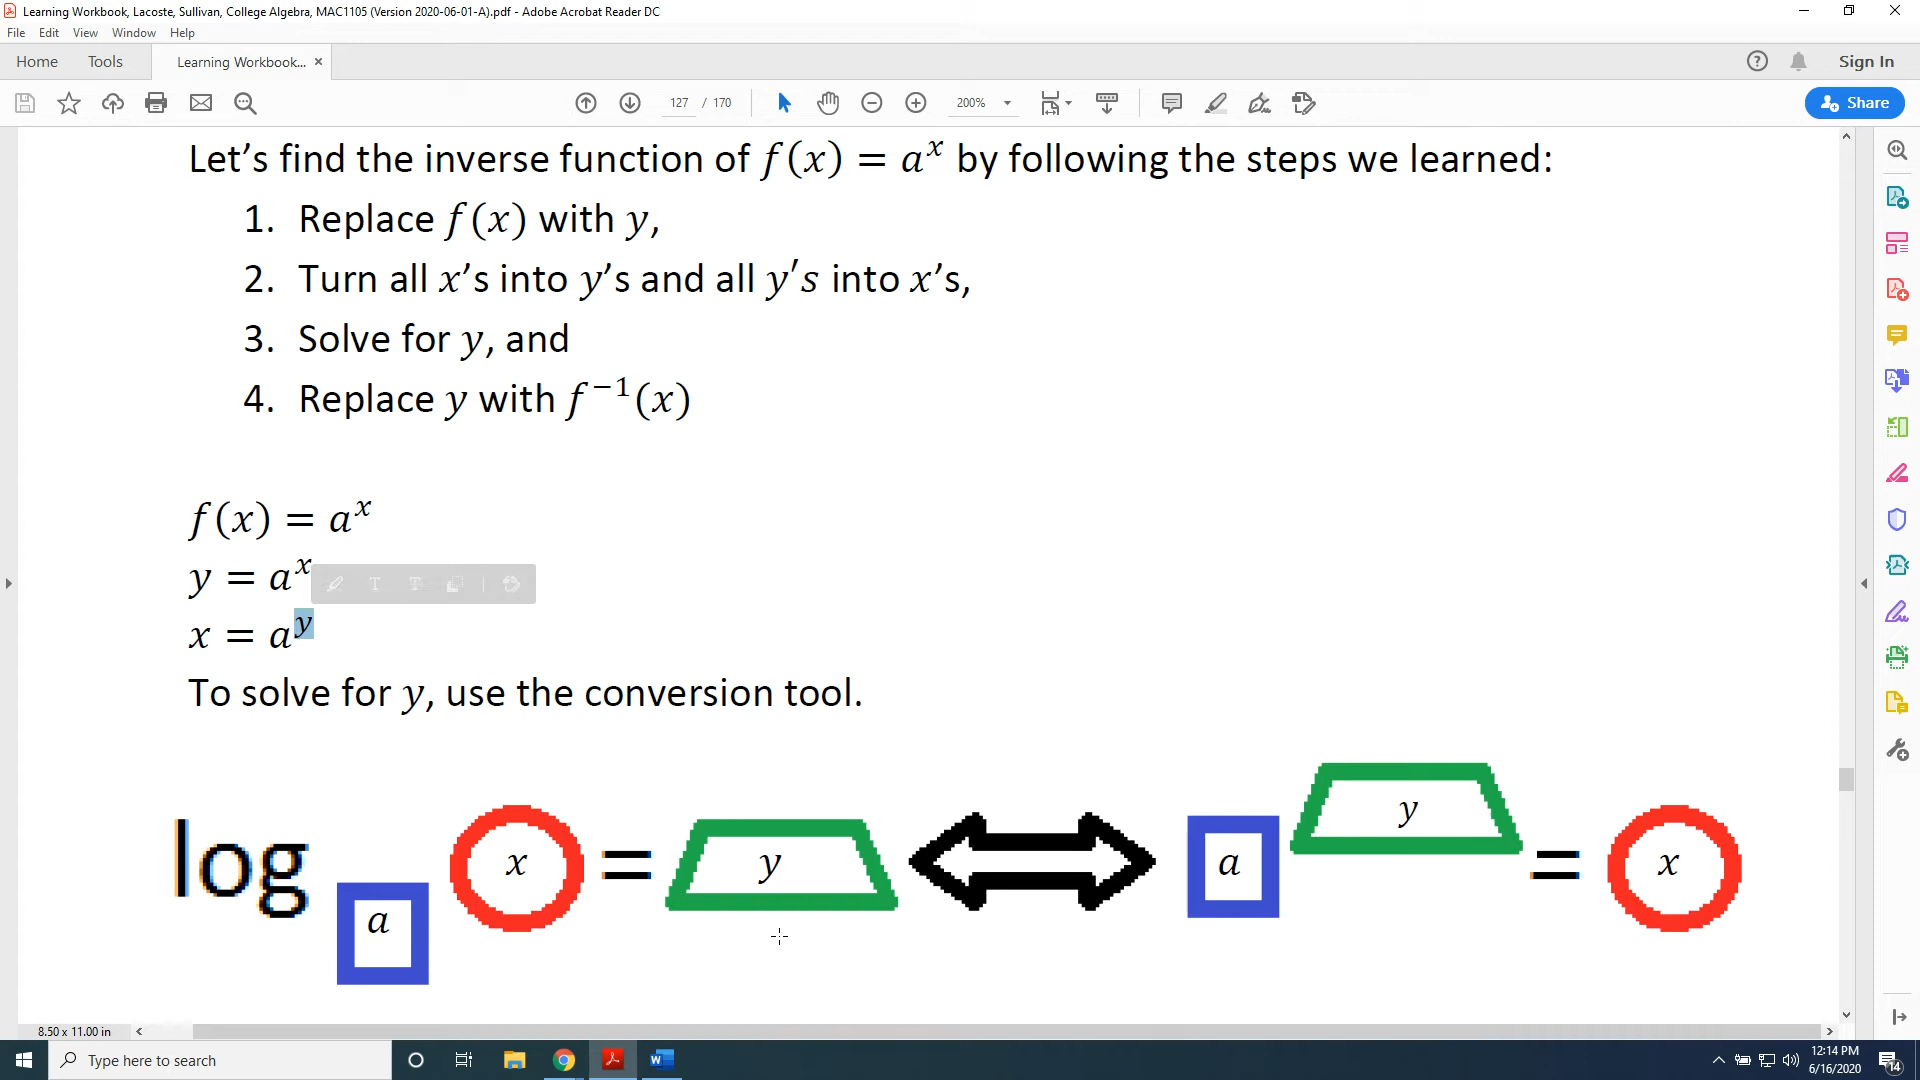 Learning Workbook, Lacoste, Sullivan, College Algebra, MAC1105 (Version 2020-06-01-A).pdf - Adobe Acrobat Reader DC
File Edit View Window Help
Home Tools Learning Workbook... × Sign In
127 / 170 200% Share
Let's find the inverse function of f(x) = a^x by following the steps we learned:
1. Replace f(x) with y,
2. Turn all x's into y's and all y's into x's,
3. Solve for y, and
4. Replace y with f^−1(x)
f(x) = a^x
y = a^x
x = a^y
To solve for y, use the conversion tool.
log a x = y a y = x
8.50 x 11.00 in
Type here to search
12:14 PM
6/16/2020
14